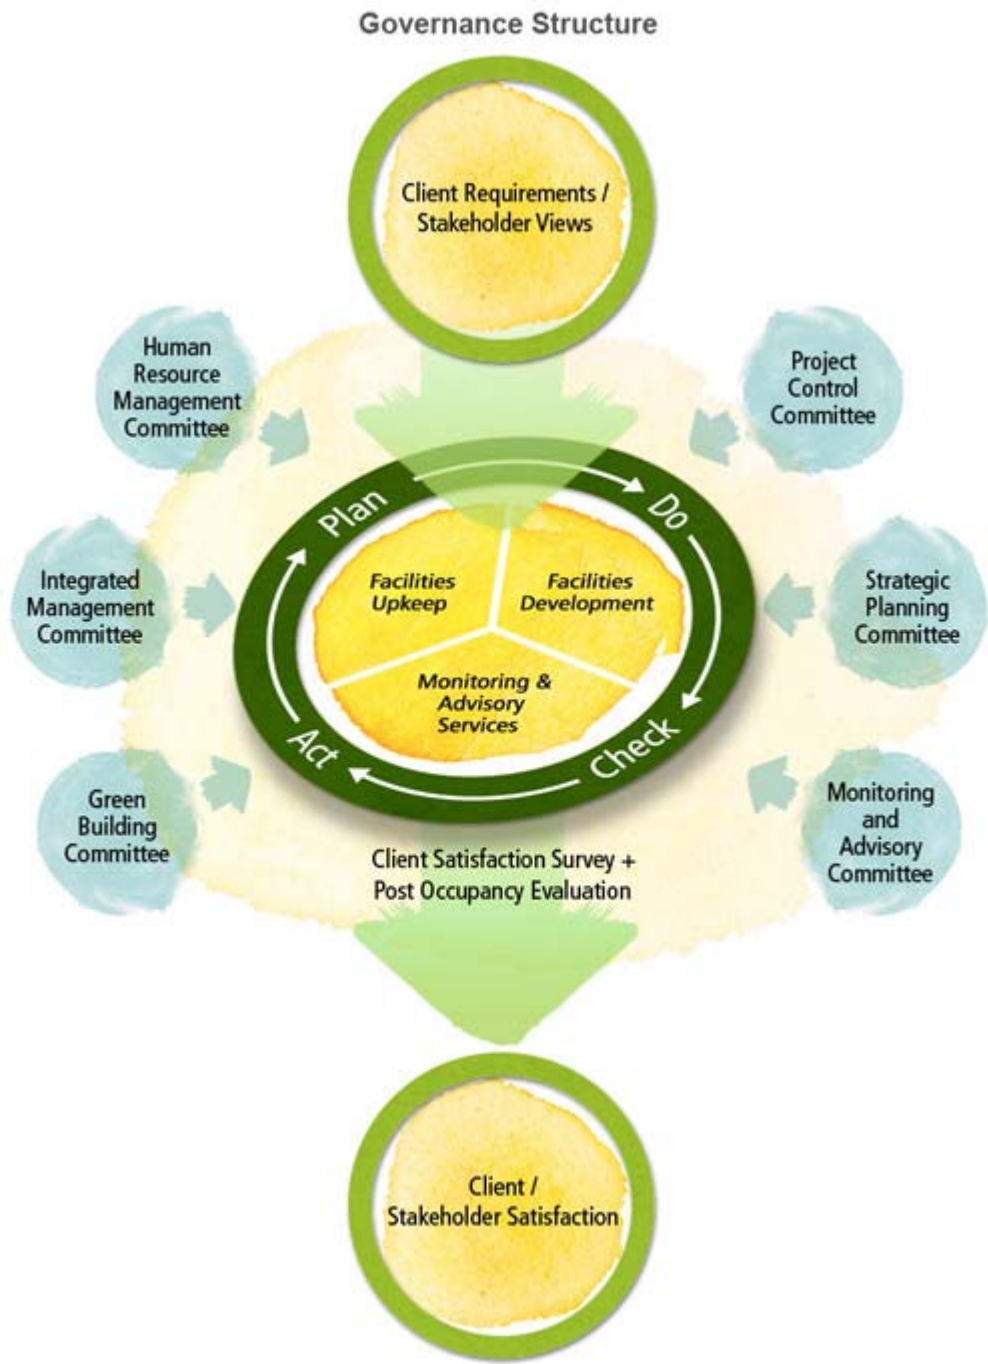 Governance Structure
Client Requirements /
Stakeholder Views
Human
Resource
Management
Committee
Project
Control
Committee
Plan
Do
Facilities
Upkeep
Facilities
Development
Integrated
Management
Committee
Strategic
Planning
Committee
Monitoring &
Advisory
Services
Act
Check
Green
Building
Committee
Monitoring
and
Advisory
Committee
Client Satisfaction Survey +
Post Occupancy Evaluation
Client /
Stakeholder Satisfaction